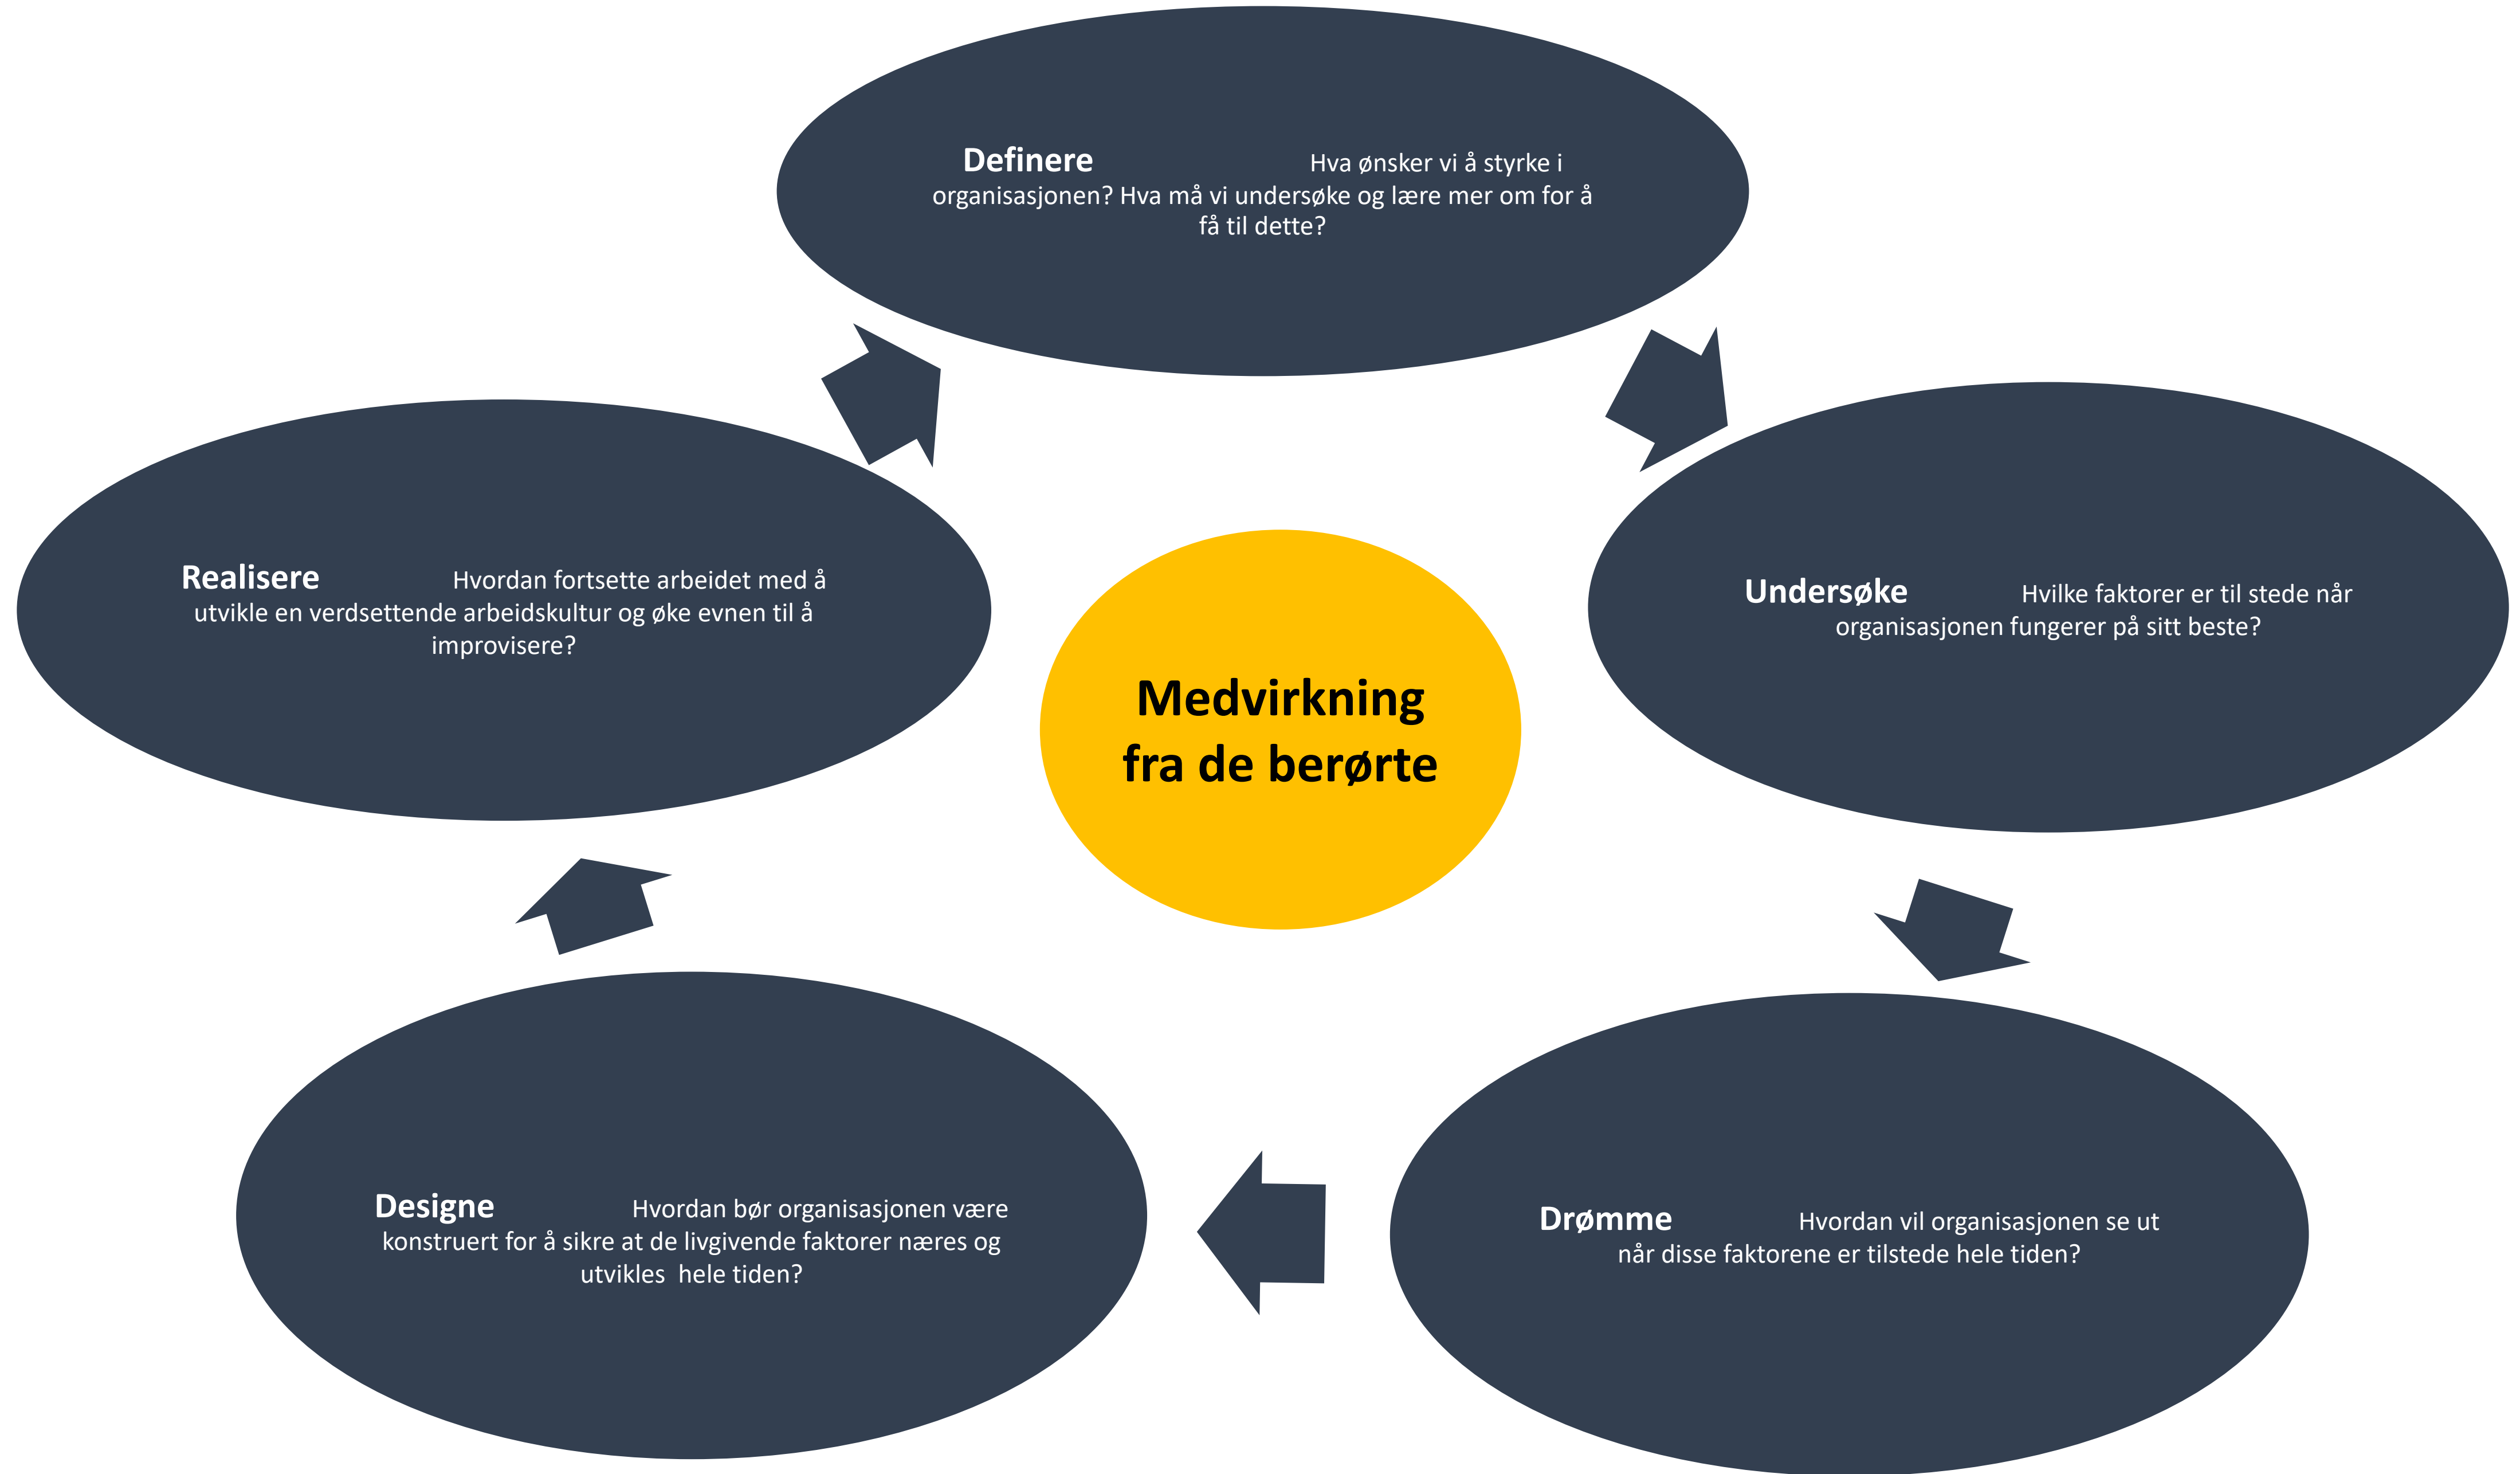 Definere Hva ønsker vi å styrke i
organisasjonen? Hva må vi undersøke og lære mer om for å
få til dette?
Undersøke Hvilke faktorer er til stede når
organisasjonen fungerer på sitt beste?
Drømme Hvordan vil organisasjonen se ut
når disse faktorene er tilstede hele tiden?
Designe Hvordan bør organisasjonen være
konstruert for å sikre at de livgivende faktorer næres og
utvikles hele tiden?
Realisere Hvordan fortsette arbeidet med å
utvikle en verdsettende arbeidskultur og øke evnen til å
improvisere?
Medvirkning
fra de berørte